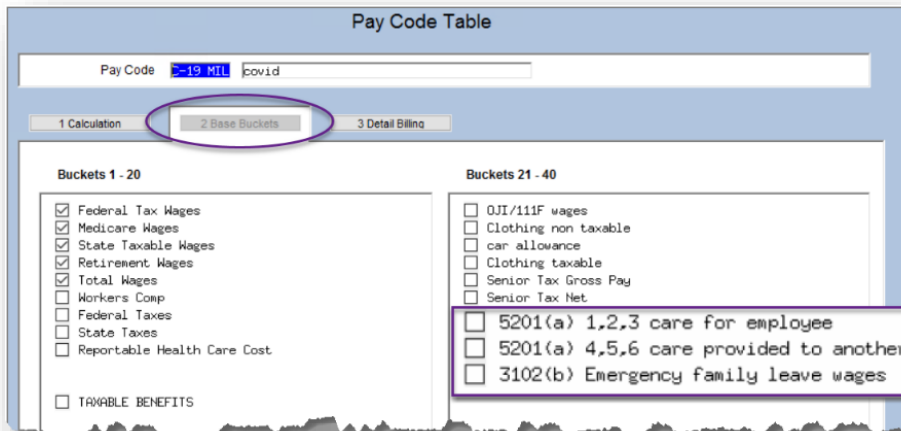 Pay Code Table
Pay Code C-19 MIL covid
1 Calculation 2 Base Buckets 3 Detail Billing
Buckets 1 - 20
Federal Tax Wages
Medicare Wages
State Taxable Wages
Retirement Wages
Total Wages
Workers Comp
Federal Taxes
State Taxes
Reportable Health Care Cost
TAXABLE BENEFITS
Buckets 21 - 40
OJI/111F wages
Clothing non taxable
car allowance
Clothing taxable
Senior Tax Gross Pay
Senior Tax Net
5201(a) 1,2,3 care for employee
5201(a) 4,5,6 care provided to another
3102(b) Emergency family leave wages